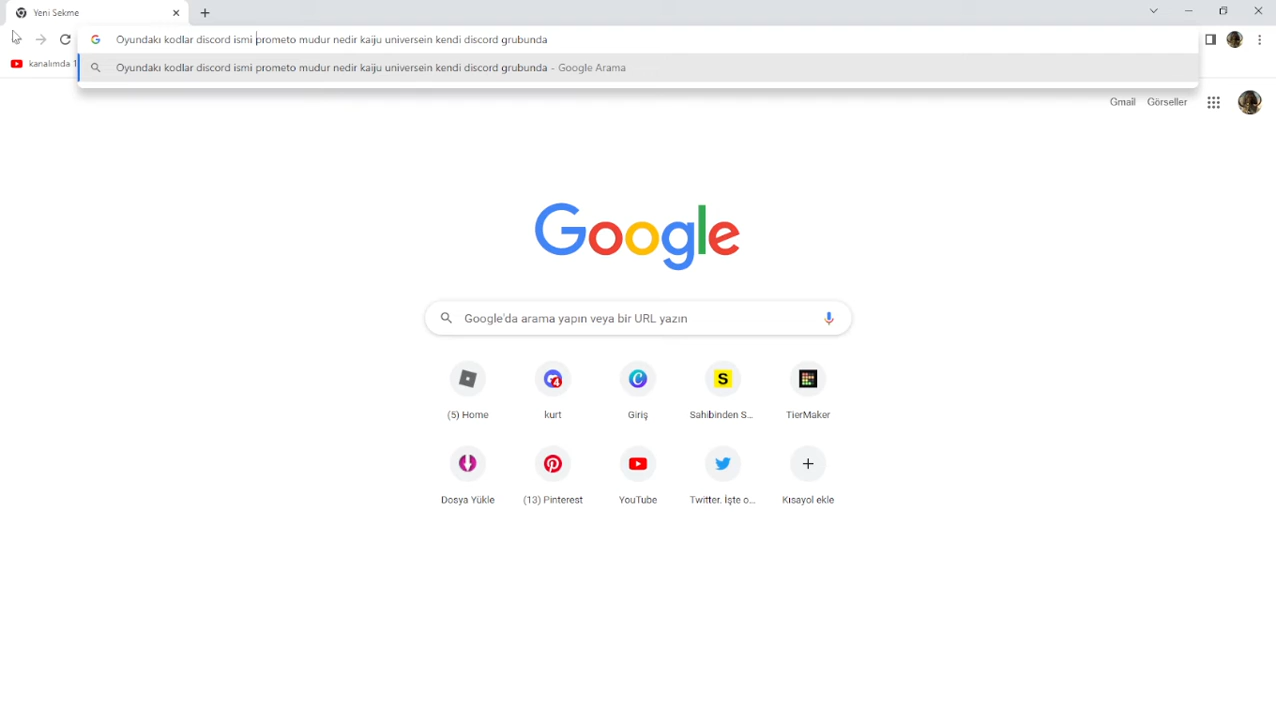 Yeni Sekme
Oyundakı kodlar discord ismi prometo mudur nedir kaiju universein kendi discord grubunda
kanalımda 1
Oyundakı kodlar discord ismi prometo mudur nedir kaiju universein kendi discord grubunda - Google Arama
Gmail Görseller
Google
Google'da arama yapın veya bir URL yazın
(5) Home kurt Giriş Sahibinden S... TierMaker
Dosya Yükle (13) Pinterest YouTube Twitter. İşte o... Kısayol ekle